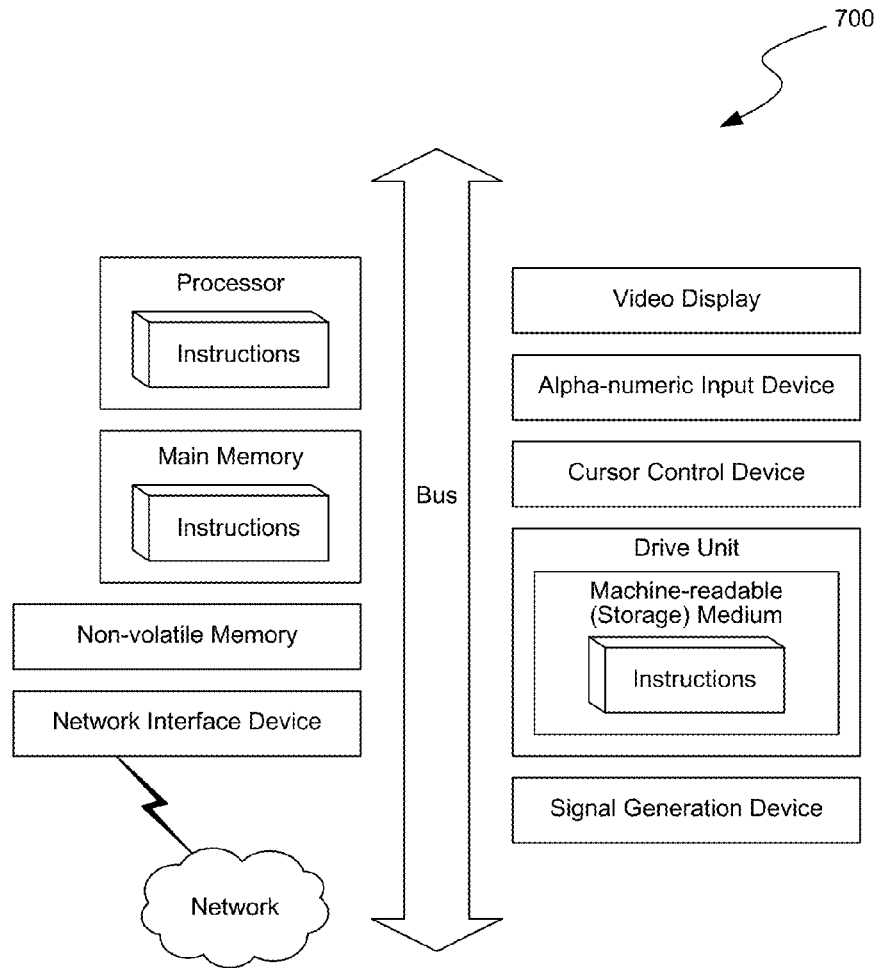 700
Processor
Instructions
Main Memory
Instructions
Non-volatile Memory
Network Interface Device
Network
Bus
Video Display
Alpha-numeric Input Device
Cursor Control Device
Drive Unit
Machine-readable
(Storage) Medium
Instructions
Signal Generation Device